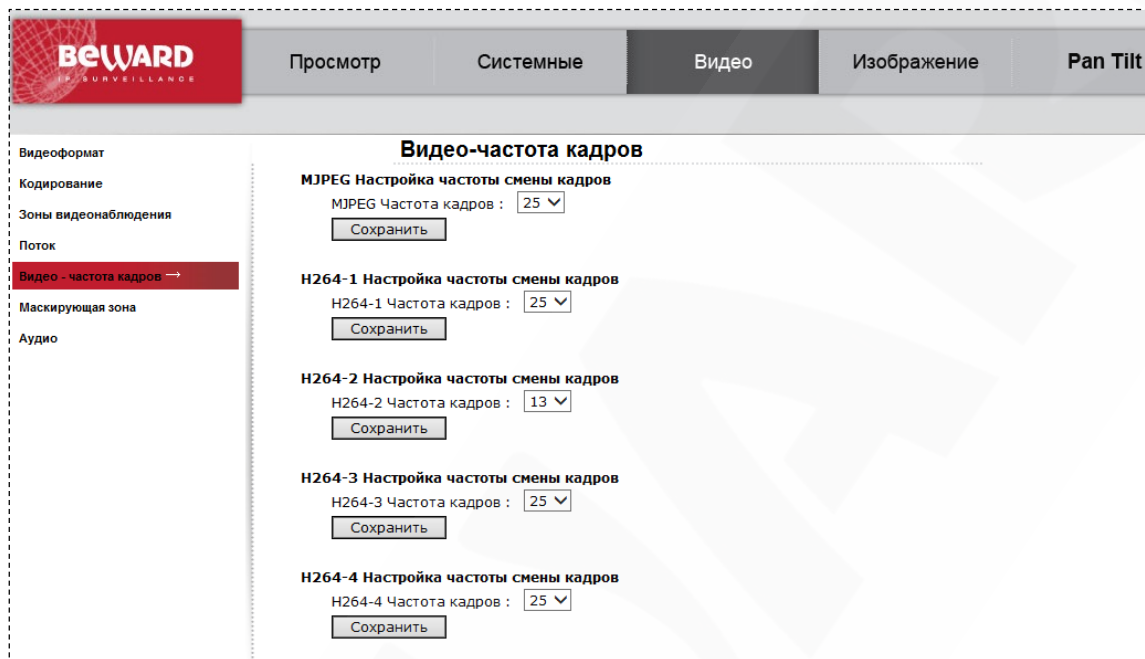 BEWARD
IP SURVEILLANCE
Просмотр
Системные
Видео
Изображение
Pan Tilt
Видеоформат
Кодирование
Зоны видеонаблюдения
Поток
Видео - частота кадров →
Маскирующая зона
Аудио
Видео-частота кадров
MJPEG Настройка частоты смены кадров
MJPEG Частота кадров : 25
Сохранить
H264-1 Настройка частоты смены кадров
H264-1 Частота кадров : 25
Сохранить
H264-2 Настройка частоты смены кадров
H264-2 Частота кадров : 13
Сохранить
H264-3 Настройка частоты смены кадров
H264-3 Частота кадров : 25
Сохранить
H264-4 Настройка частоты смены кадров
H264-4 Частота кадров : 25
Сохранить